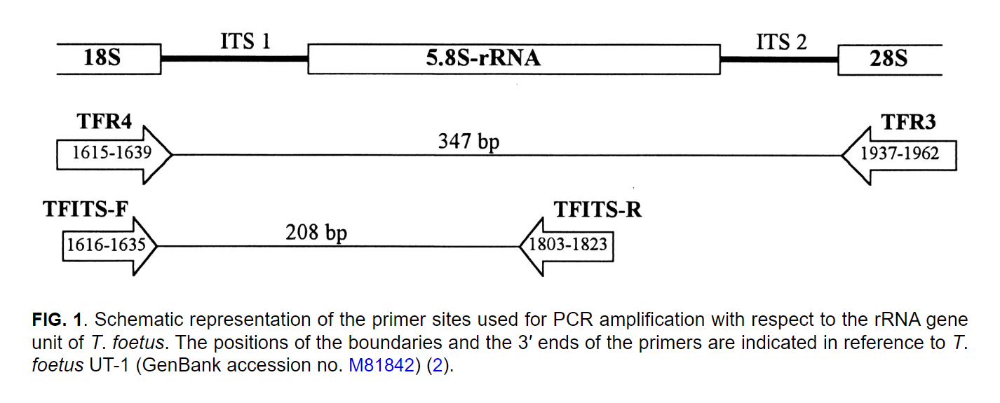 ITS 1
ITS 2
18S
5.8S-rRNA
28S
TFR4
TFR3
347 bp
1615-1639
1937-1962
TFITS-F
TFITS-R
208 bp
1616-1635
1803-1823
FIG. 1. Schematic representation of the primer sites used for PCR amplification with respect to the rRNA gene
unit of T. foetus. The positions of the boundaries and the 3′ ends of the primers are indicated in reference to T.
foetus UT-1 (GenBank accession no. M81842) (2).